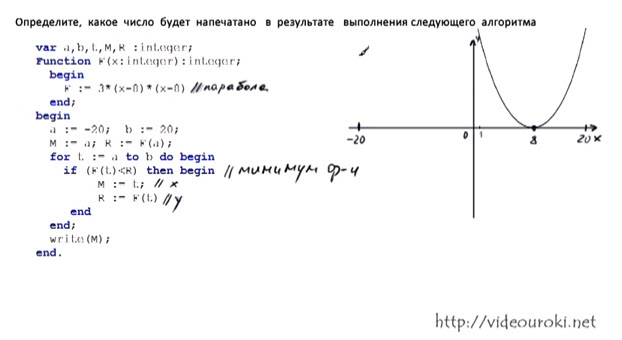 Определите, какое число будет напечатано в результате выполнения следующего алгоритма
var a,b,t,M,R :integer;
Function F(x:integer):integer;
begin
F := 3*(x-8)*(x-8) //парабола
end;
begin
a := -20; b := 20;
M := a; R := F(a);
for t := a to b do begin
if (F(t)<R) then begin //минимум ф-и
M := t; // x
R := F(t) //y
end
end;
write(M);
end.
y
-20 0 1 8 20 x
http://videouroki.net